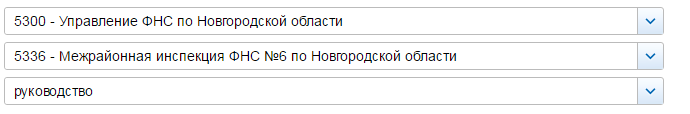 5300 - Управление ФНС по Новгородской области
5336 - Межрайонная инспекция ФНС №6 по Новгородской области
руководство